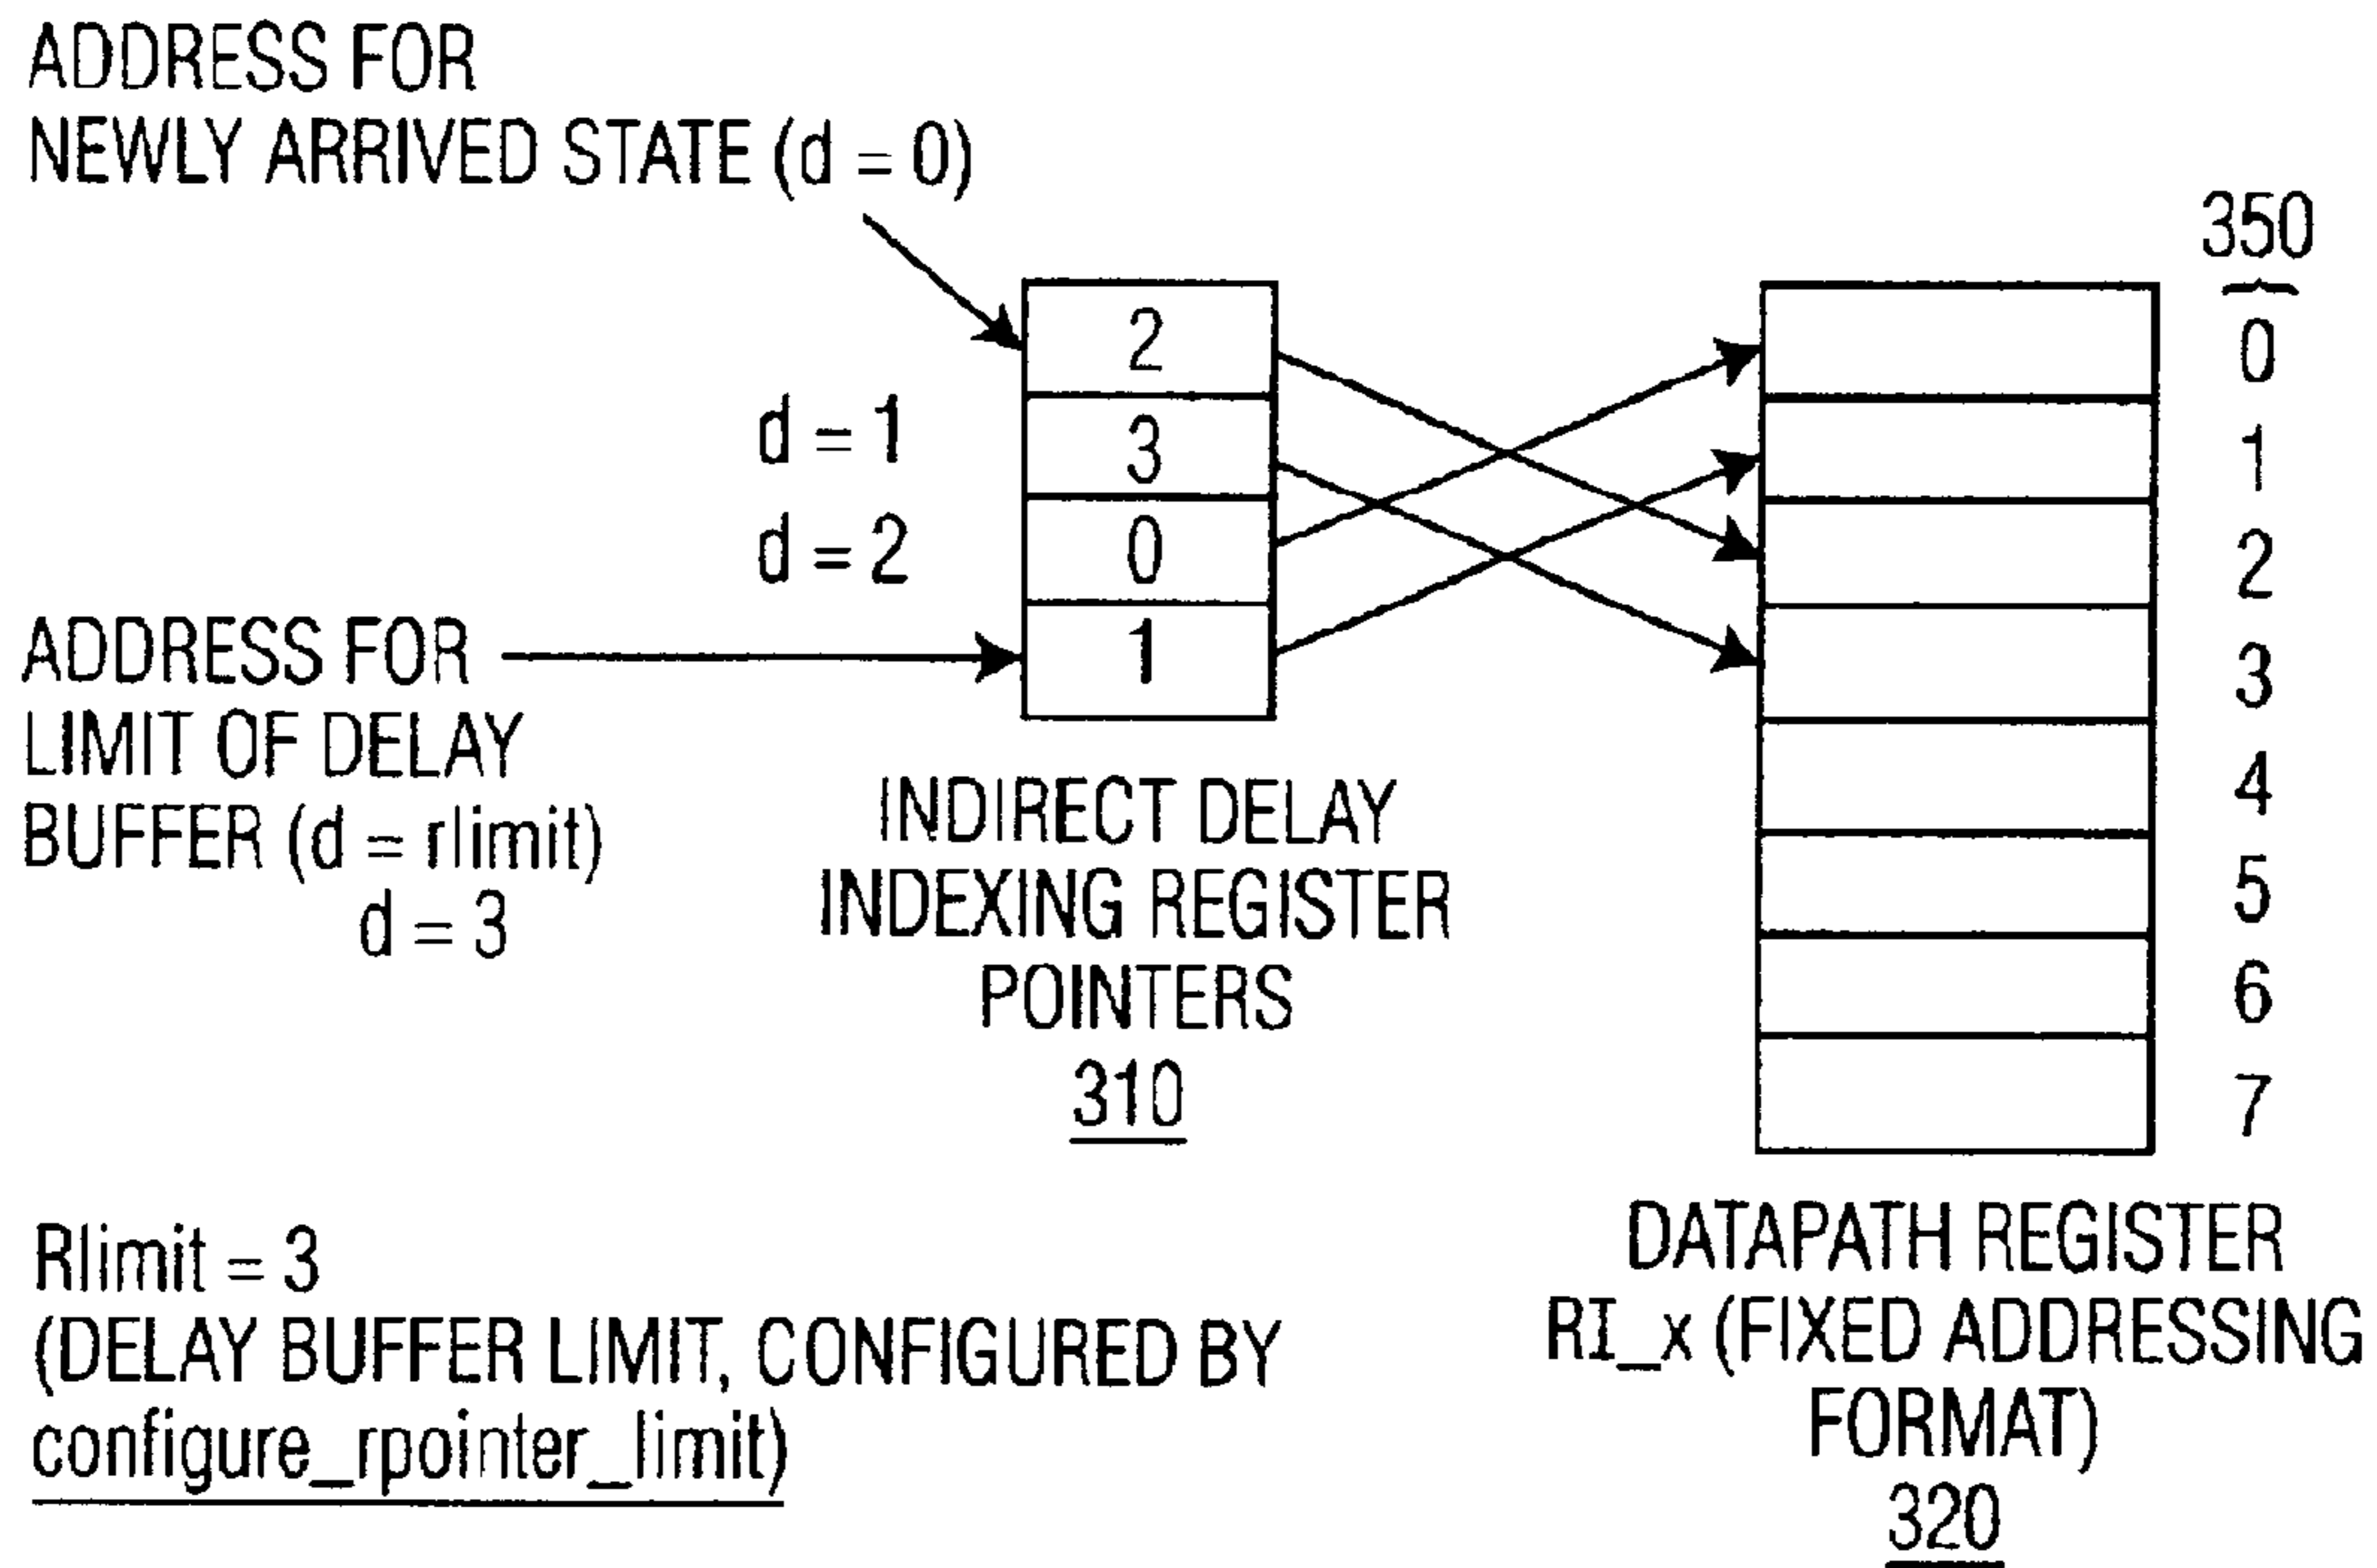 ADDRESS FOR
NEWLY ARRIVED STATE (d = 0)
350
2
0
d = 1
3
1
d = 2
0
2
ADDRESS FOR
LIMIT OF DELAY
BUFFER (d = rlimit)
d = 3
1
3
4
5
6
7
INDIRECT DELAY
INDEXING REGISTER
POINTERS
310
Rlimit = 3
(DELAY BUFFER LIMIT, CONFIGURED BY
configure_rpointer_limit)
DATAPATH REGISTER
RI_x (FIXED ADDRESSING
FORMAT)
320